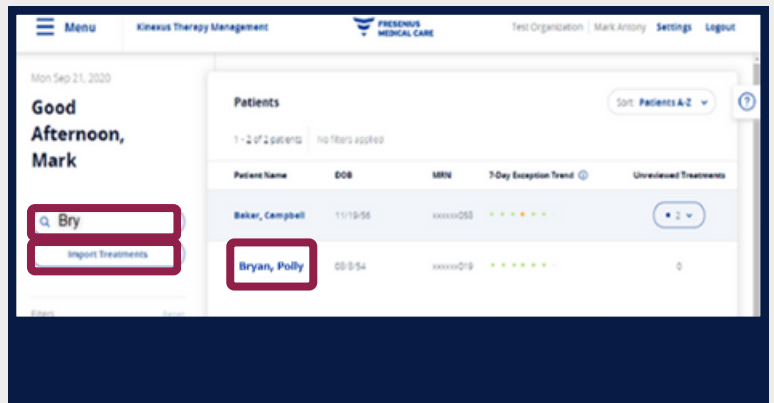 Menu
Kinexus Therapy Management
FRESENIUS
MEDICAL CARE
Test Organization | Mark Antony Settings Logout
Mon Sep 21, 2020
Good
Afternoon,
Mark
Bry
Import Treatments
Filters Reset
Patients
Sort: Patients A-Z
1 - 2 of 2 patients No filters applied
Patient Name DOB MRN 7-Day Exception Trend Unreviewed Treatments
Baker, Campbell 11/19/56 2
Bryan, Polly 0